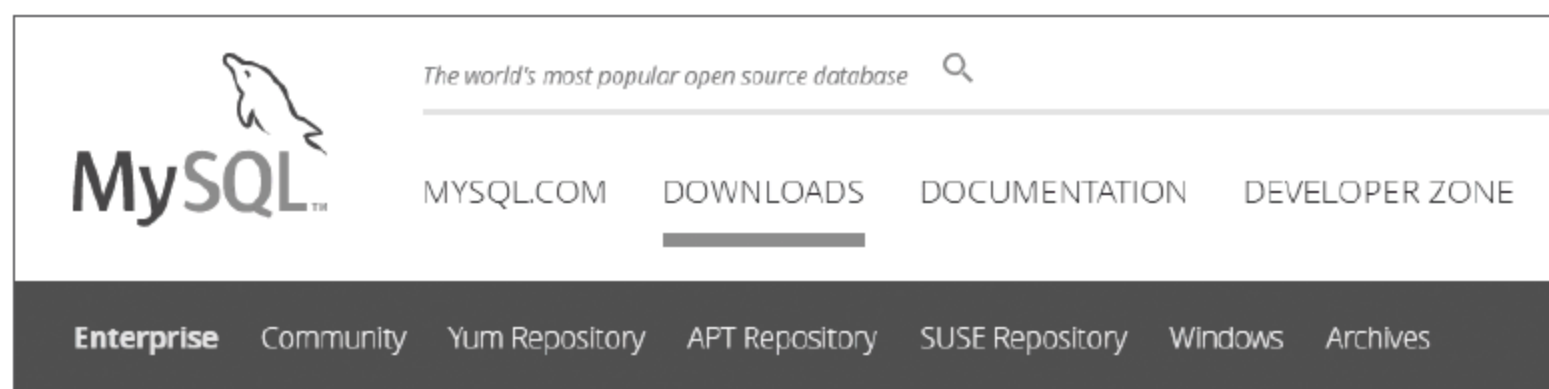 The world's most popular open source database
MySQL™
MYSQL.COM DOWNLOADS DOCUMENTATION DEVELOPER ZONE
Enterprise Community Yum Repository APT Repository SUSE Repository Windows Archives